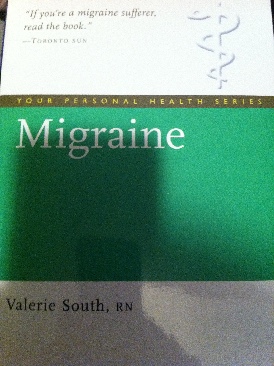 "If you're a migraine sufferer,
read the book."
—TORONTO SUN
YOUR PERSONAL HEALTH SERIES
Migraine
Valerie South, RN